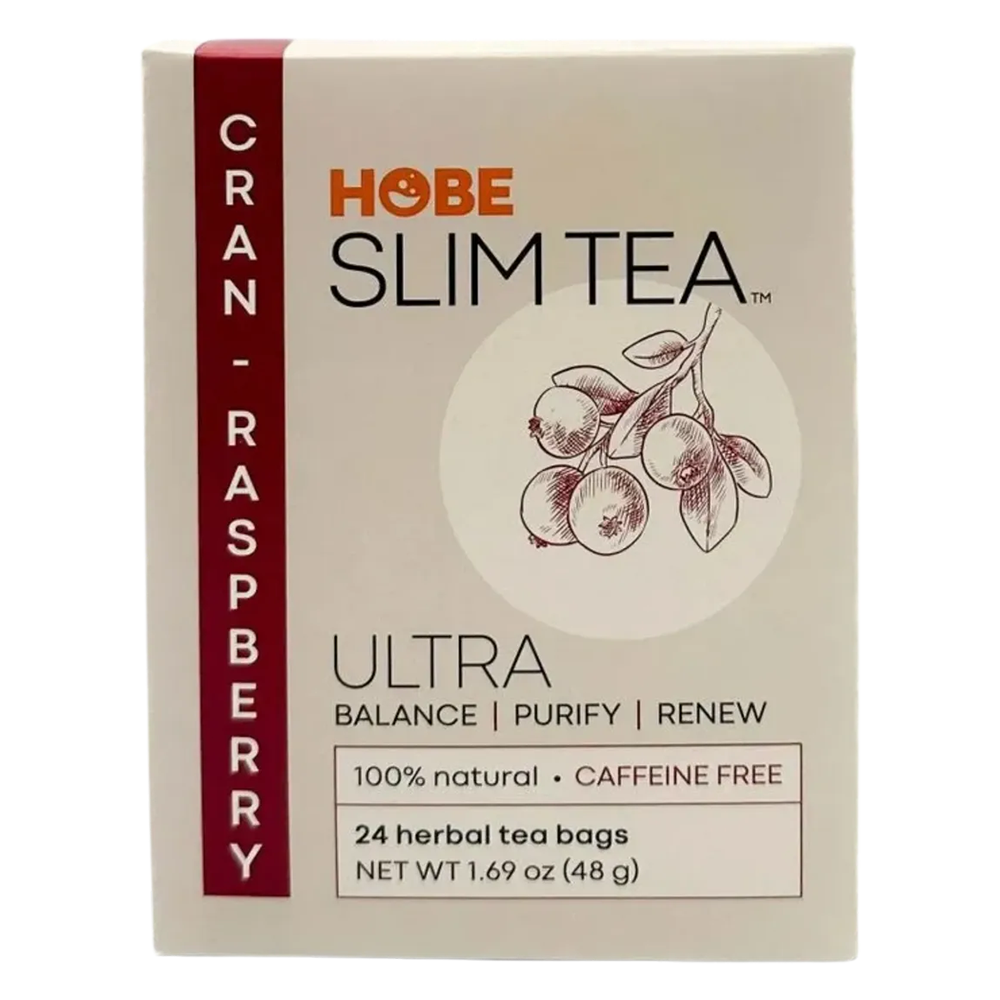 CRAN - RASPBERRY
HOBE
SLIM TEA™
ULTRA
BALANCE | PURIFY | RENEW
100% natural • CAFFEINE FREE
24 herbal tea bags
NET WT 1.69 oz (48 g)